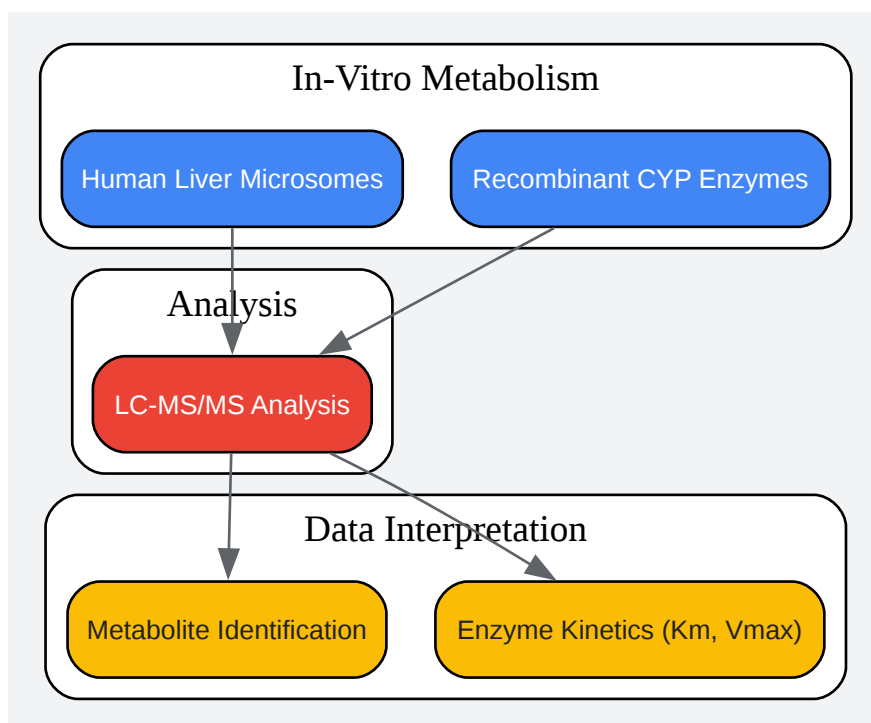 In-Vitro Metabolism
Human Liver Microsomes
Recombinant CYP Enzymes
Analysis
LC-MS/MS Analysis
Data Interpretation
Metabolite Identification
Enzyme Kinetics (Km, Vmax)